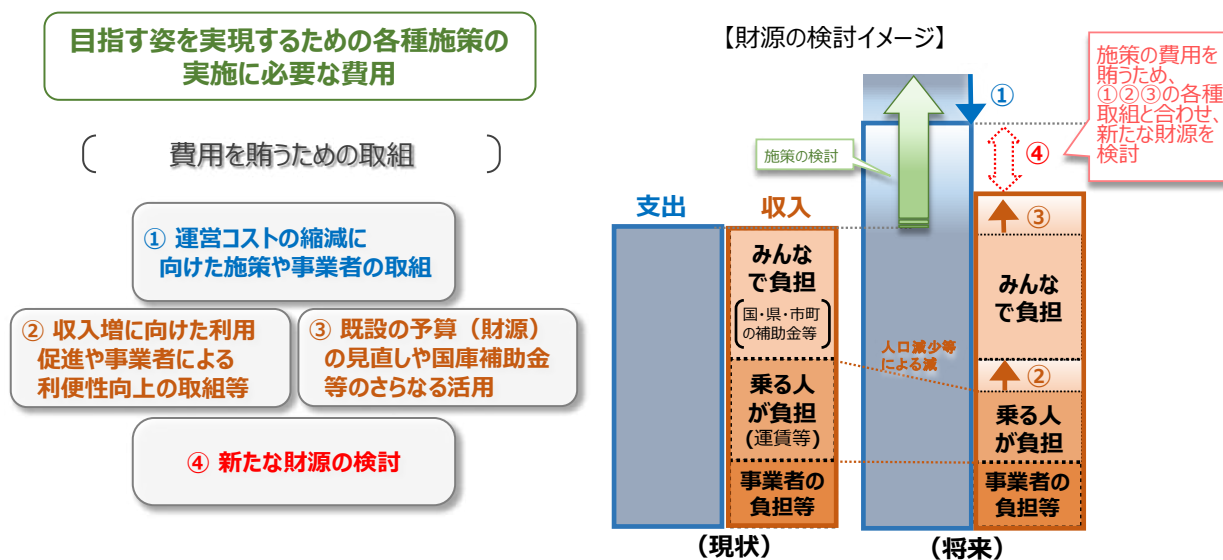 目指す姿を実現するための各種施策の
実施に必要な費用
費用を賄うための取組
① 運営コストの縮減に
向けた施策や事業者の取組
② 収入増に向けた利用
促進や事業者による
利便性向上の取組等
③ 既設の予算（財源）
の見直しや国庫補助金
等のさらなる活用
④ 新たな財源の検討
【財源の検討イメージ】
支出
収入
みんな
で負担
国・県・市町
の補助金等
乗る人
が負担
(運賃等)
事業者の
負担等
（現状）
施策の検討
人口減少等
による減
①
④
施策の費用を
賄うため、
①②③の各種
取組と合わせ、
新たな財源を
検討
③
みんな
で負担
②
乗る人
が負担
事業者の
負担等
（将来）